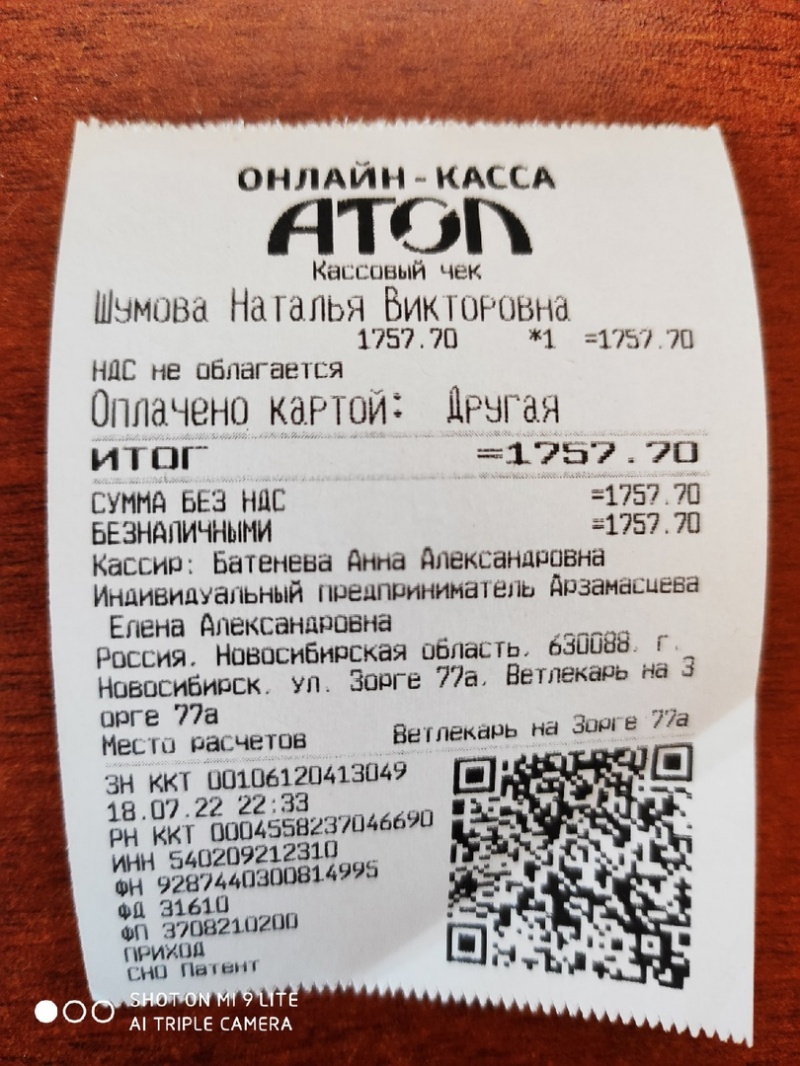 ОНЛАЙН-КАССА
АТОЛ
Кассовый чек
Шумова Наталья Викторовна
1757.70 *1 =1757.70
НДС не облагается
Оплачено картой: Другая
ИТОГ =1757.70
СУММА БЕЗ НДС =1757.70
БЕЗНАЛИЧНЫМИ =1757.70
Кассир: Батенева Анна Александровна
Индивидуальный предприниматель Арзамасцева
Елена Александровна
Россия, Новосибирская область, 630088, г.
Новосибирск, ул. Зорге 77а, Ветлекарь на З
орге 77а
Место расчетов Ветлекарь на Зорге 77а
ЗН ККТ 00106120413049
18.07.22 22:33
РН ККТ 0004558237046690
ИНН 540209212310
ФН 9287440300814995
ФД 31610
ФП 3708210200
ПРИХОД
СНО Патент
SHOT ON MI 9 LITE
AI TRIPLE CAMERA